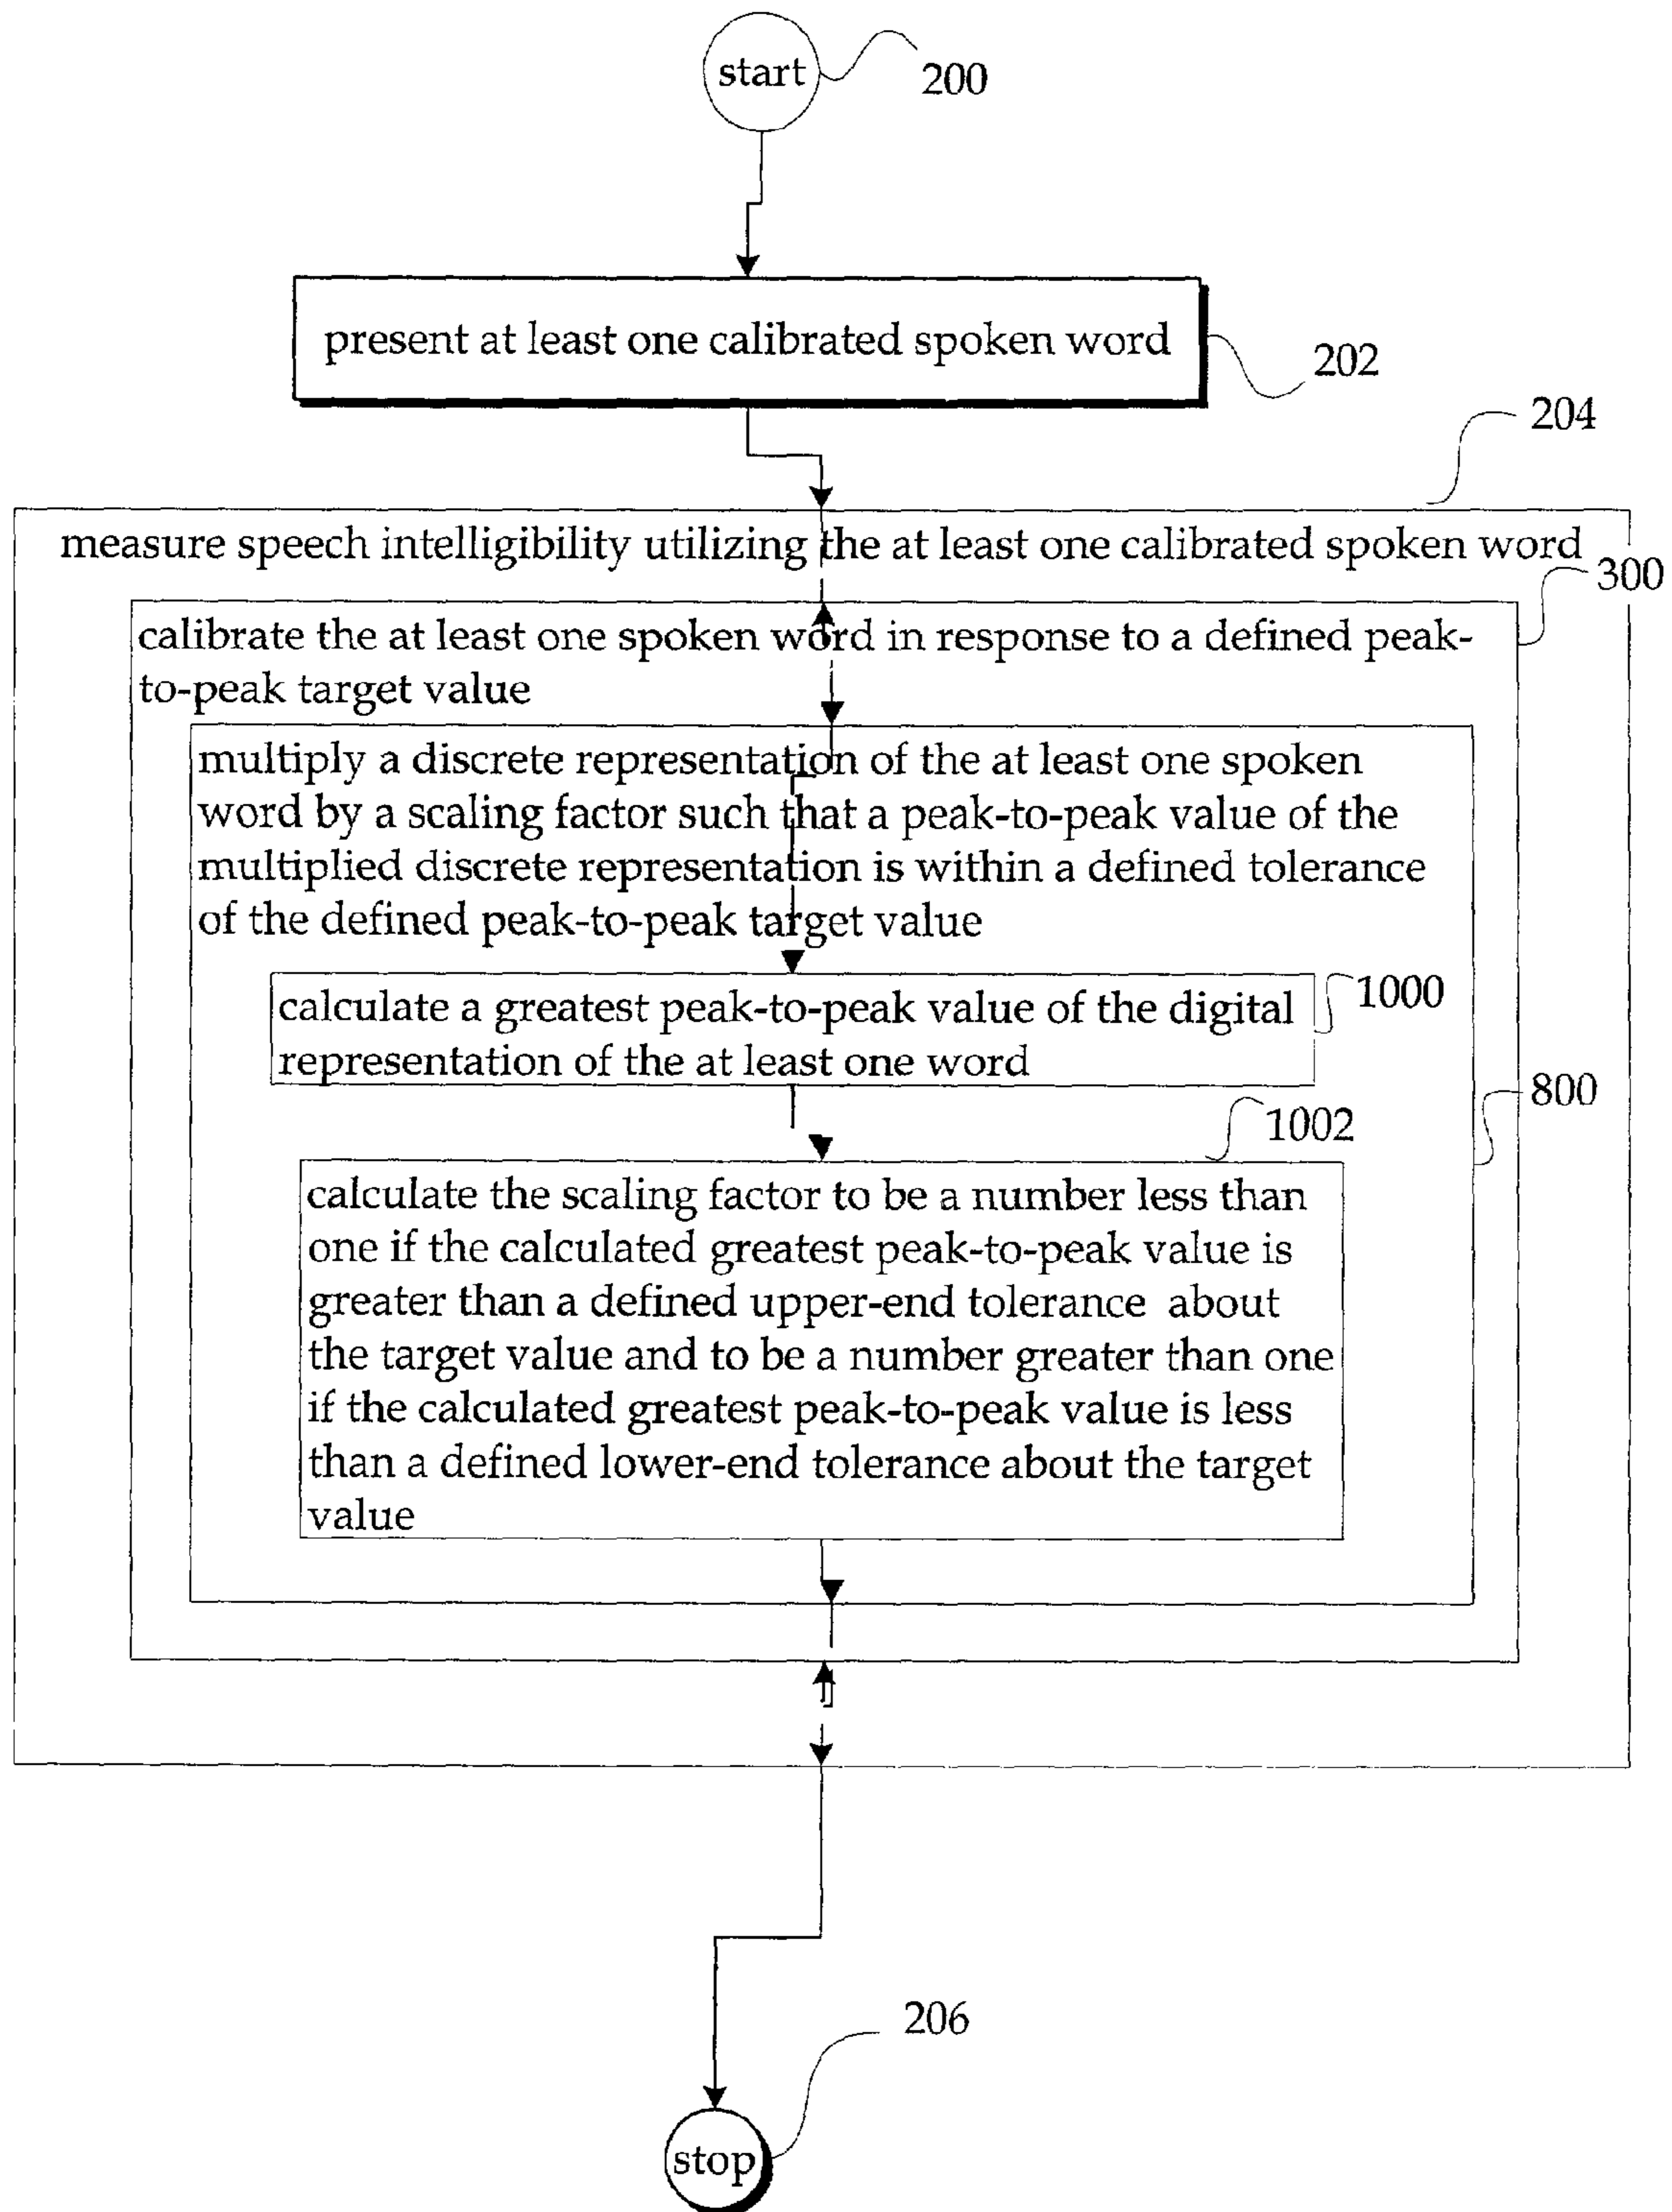 start
200
present at least one calibrated spoken word
202
204
measure speech intelligibility utilizing the at least one calibrated spoken word
300
calibrate the at least one spoken word in response to a defined peak-
to-peak target value
multiply a discrete representation of the at least one spoken
word by a scaling factor such that a peak-to-peak value of the
multiplied discrete representation is within a defined tolerance
of the defined peak-to-peak target value
calculate a greatest peak-to-peak value of the digital
representation of the at least one word
1000
800
1002
calculate the scaling factor to be a number less than
one if the calculated greatest peak-to-peak value is
greater than a defined upper-end tolerance about
the target value and to be a number greater than one
if the calculated greatest peak-to-peak value is less
than a defined lower-end tolerance about the target
value
206
stop